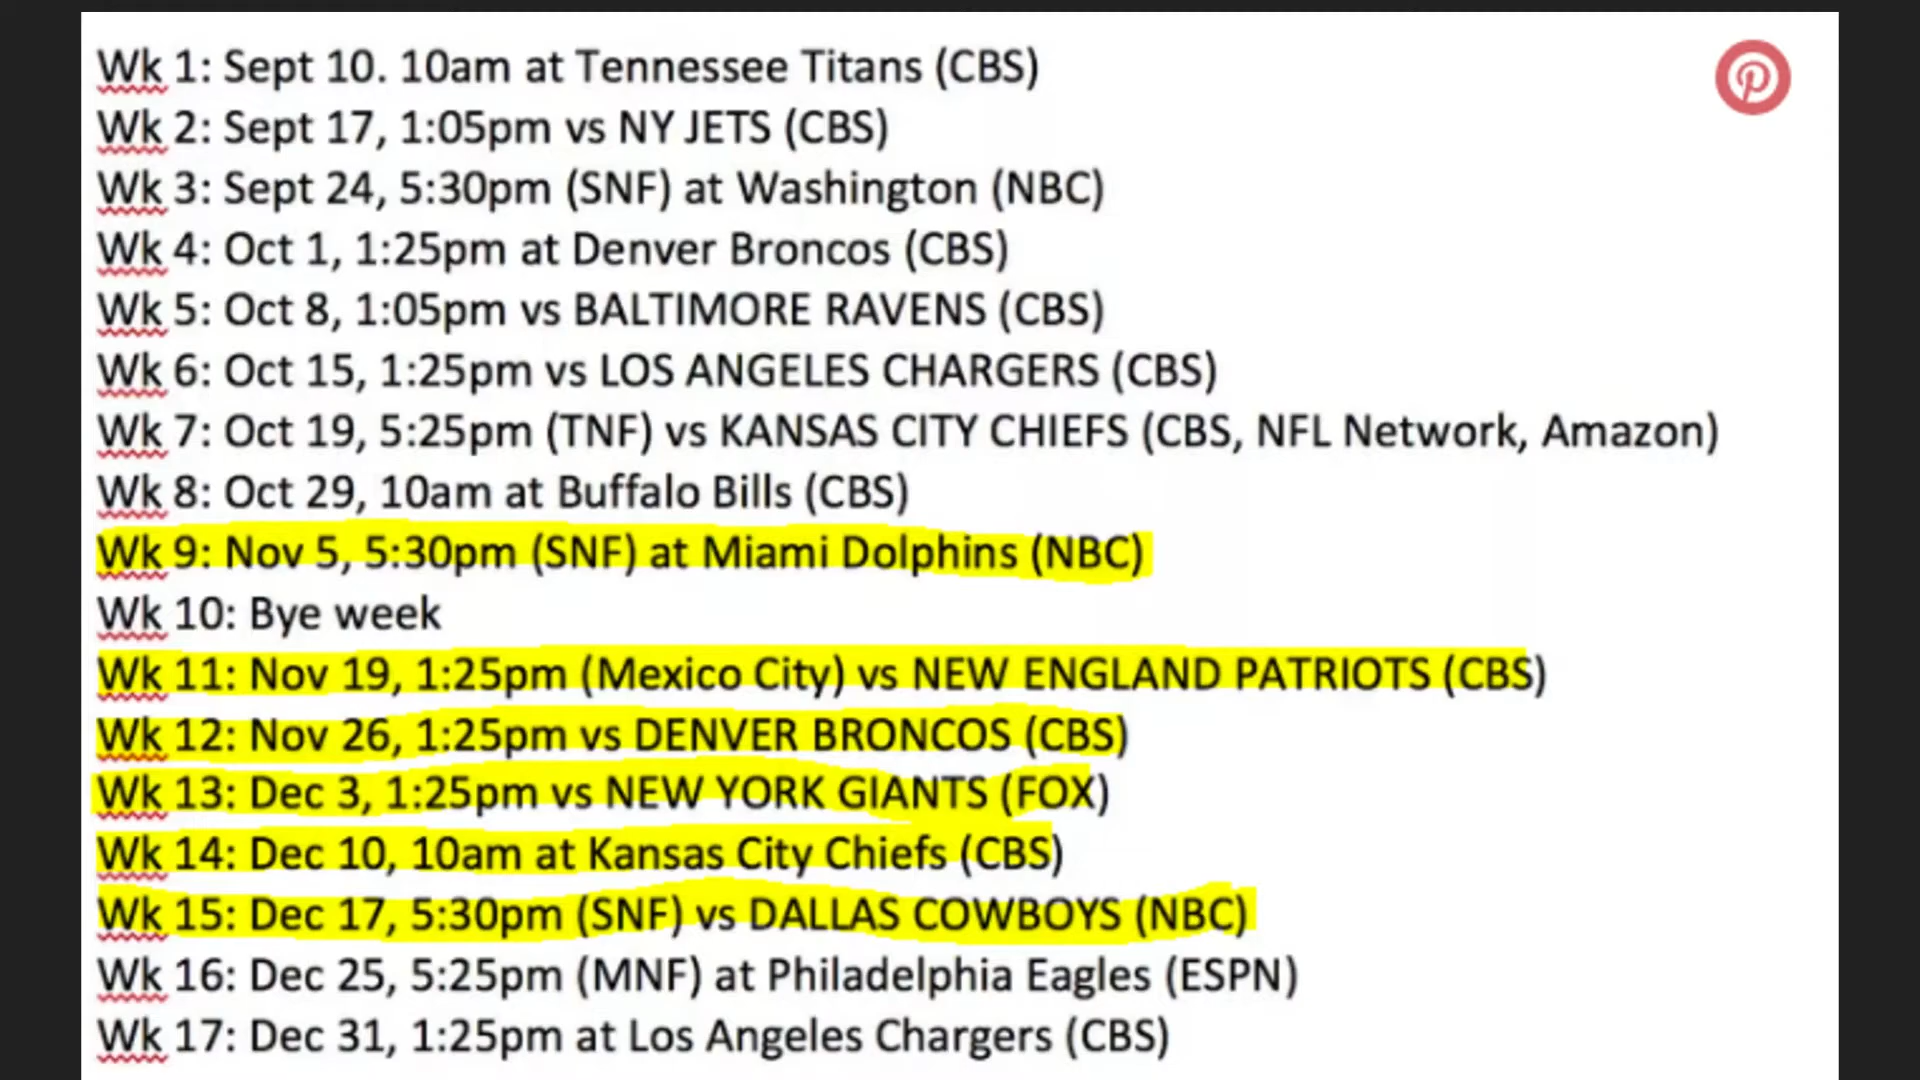 Wk 1: Sept 10. 10am at Tennessee Titans (CBS)
Wk 2: Sept 17, 1:05pm vs NY JETS (CBS)
Wk 3: Sept 24, 5:30pm (SNF) at Washington (NBC)
Wk 4: Oct 1, 1:25pm at Denver Broncos (CBS)
Wk 5: Oct 8, 1:05pm vs BALTIMORE RAVENS (CBS)
Wk 6: Oct 15, 1:25pm vs LOS ANGELES CHARGERS (CBS)
Wk 7: Oct 19, 5:25pm (TNF) vs KANSAS CITY CHIEFS (CBS, NFL Network, Amazon)
Wk 8: Oct 29, 10am at Buffalo Bills (CBS)
Wk 9: Nov 5, 5:30pm (SNF) at Miami Dolphins (NBC)
Wk 10: Bye week
Wk 11: Nov 19, 1:25pm (Mexico City) vs NEW ENGLAND PATRIOTS (CBS)
Wk 12: Nov 26, 1:25pm vs DENVER BRONCOS (CBS)
Wk 13: Dec 3, 1:25pm vs NEW YORK GIANTS (FOX)
Wk 14: Dec 10, 10am at Kansas City Chiefs (CBS)
Wk 15: Dec 17, 5:30pm (SNF) vs DALLAS COWBOYS (NBC)
Wk 16: Dec 25, 5:25pm (MNF) at Philadelphia Eagles (ESPN)
Wk 17: Dec 31, 1:25pm at Los Angeles Chargers (CBS)